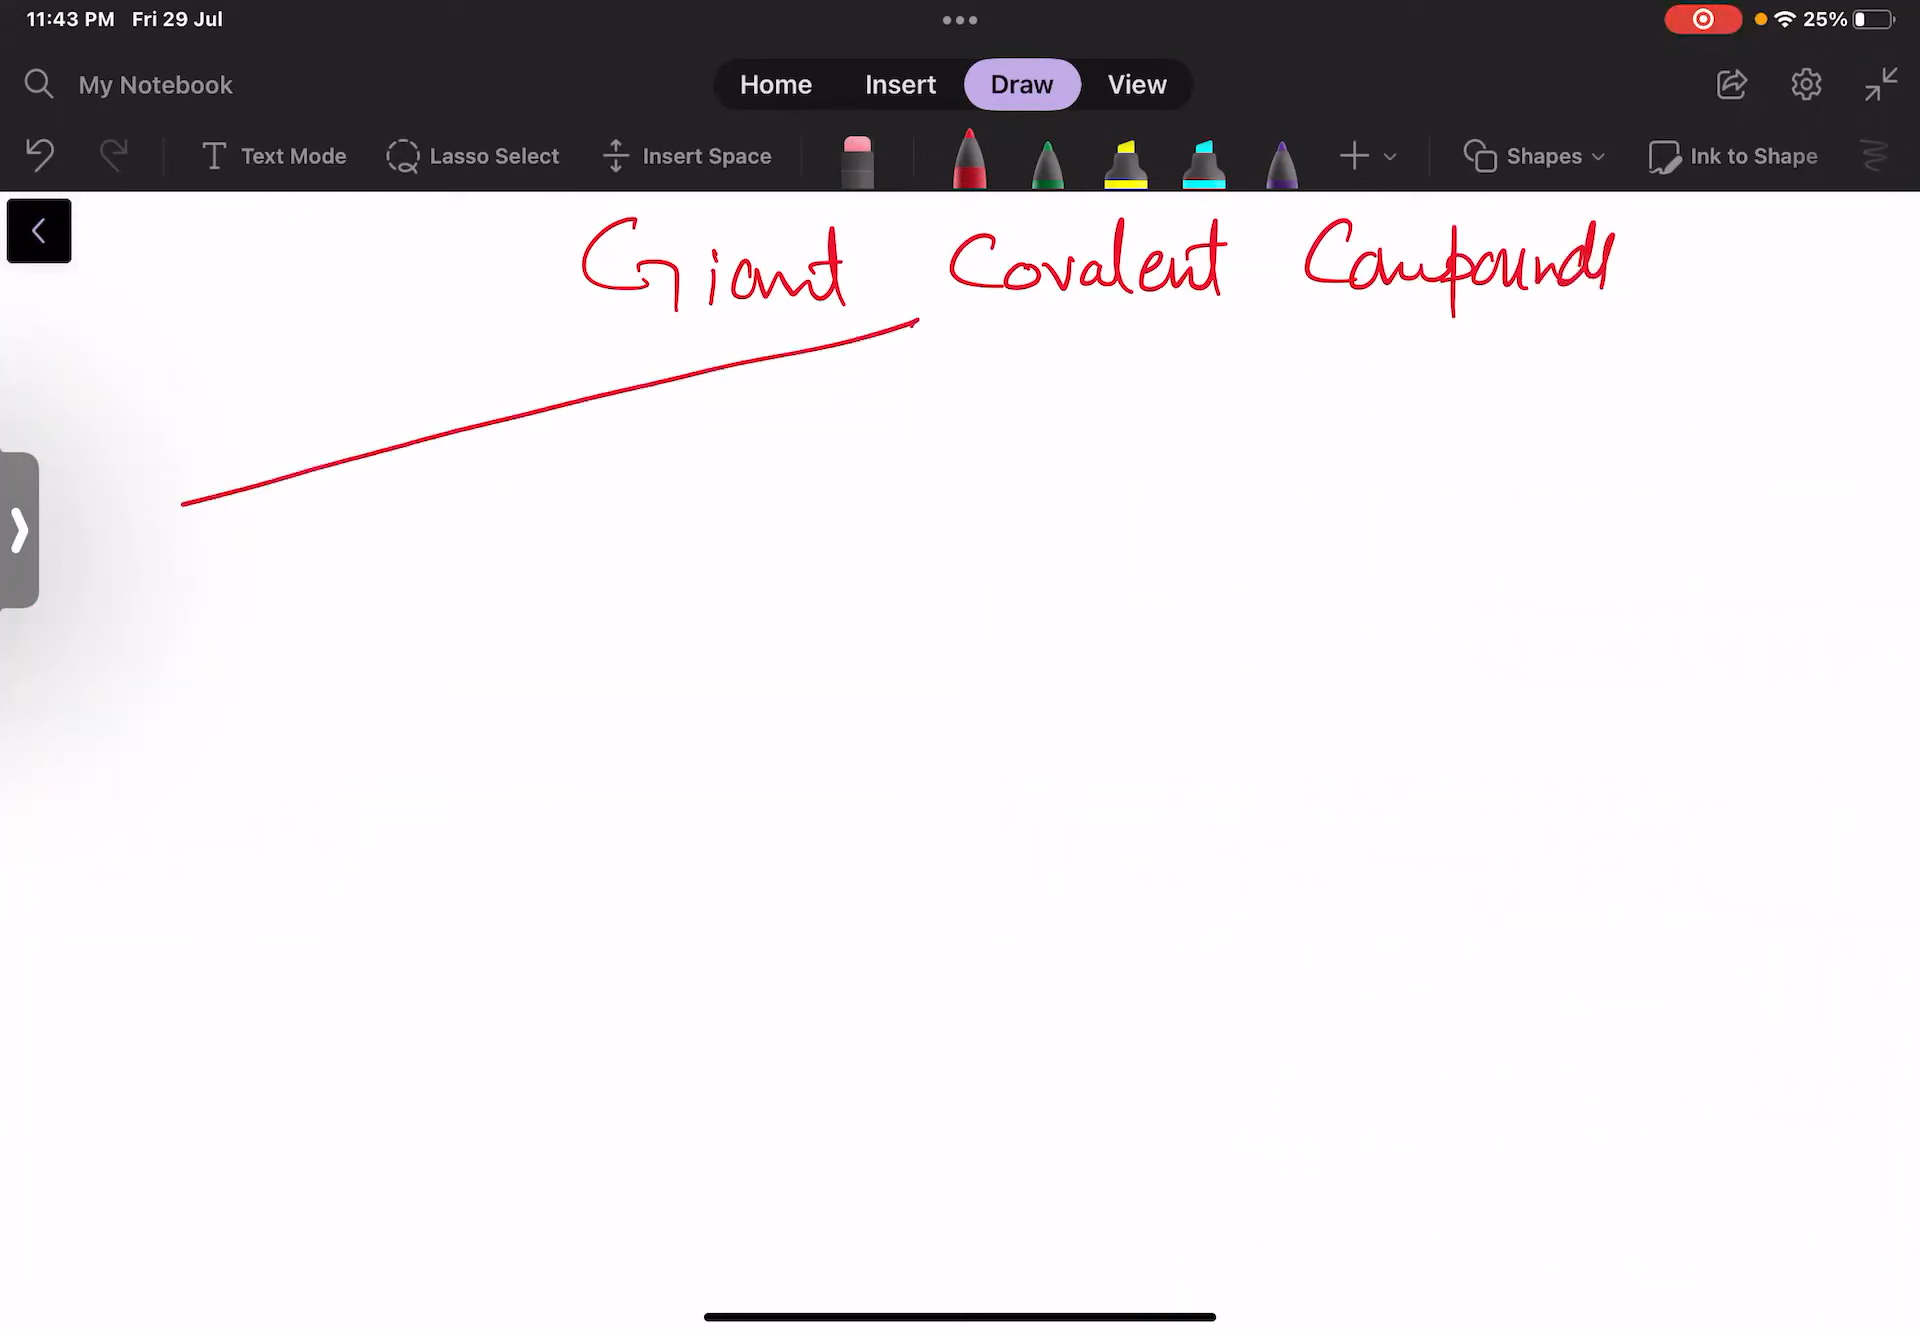 11:43 PM Fri 29 Jul 25%
My Notebook Home Insert Draw View
Text Mode Lasso Select Insert Space Shapes Ink to Shape
Giant Covalent Compounds